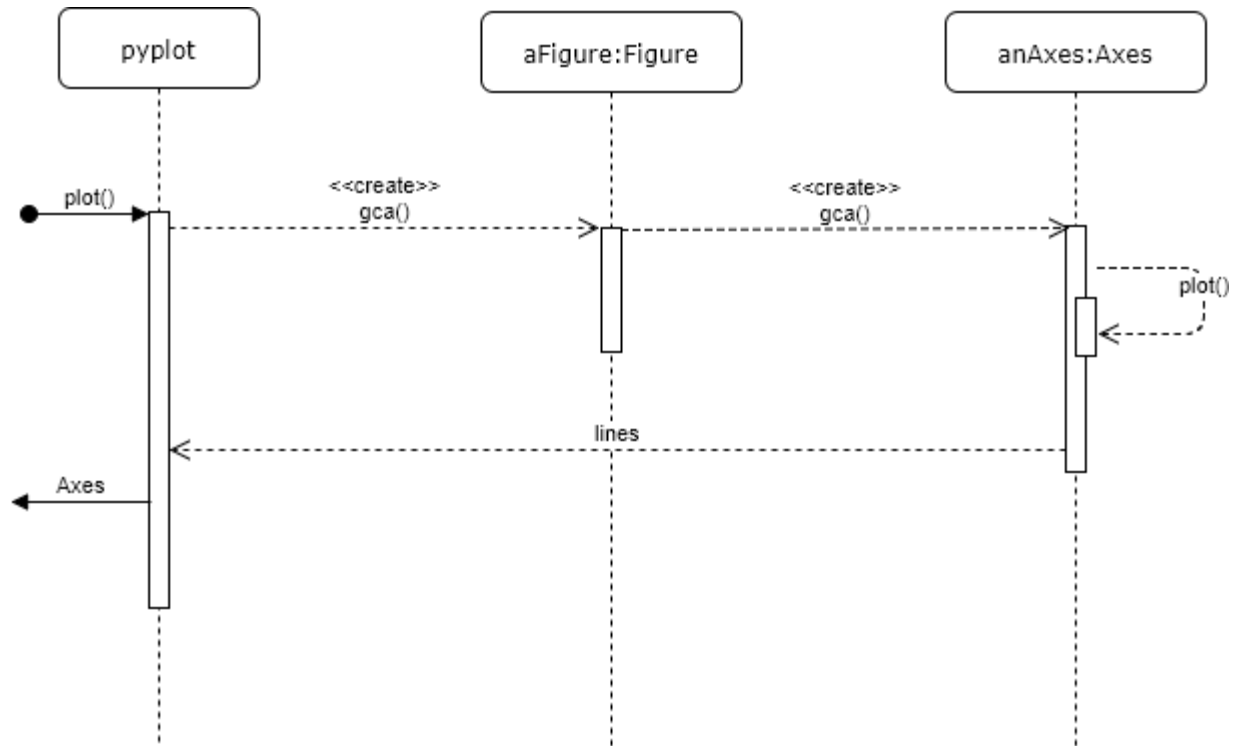 pyplot
aFigure:Figure
anAxes:Axes
plot()
<<create>>
gca()
<<create>>
gca()
plot()
lines
Axes